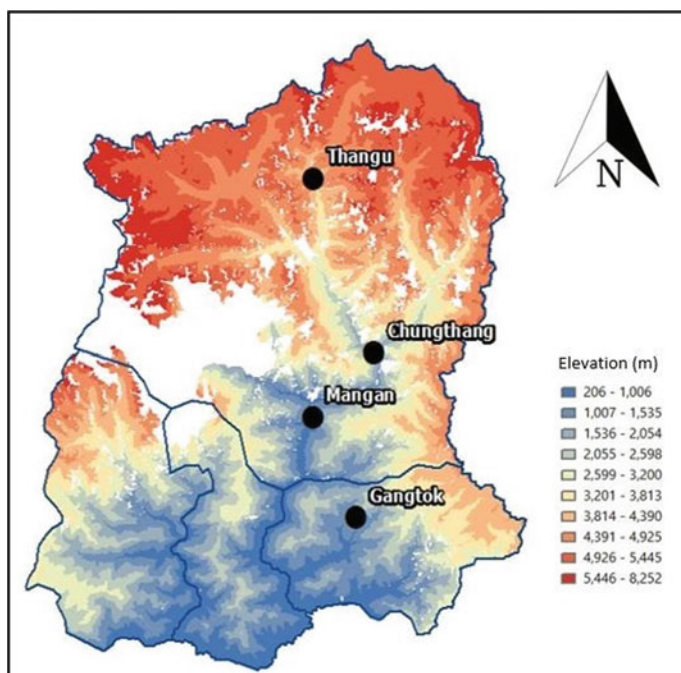 Thangu
N
Chungthang
Elevation (m)
Mangan
206 - 1,006
1,007 - 1,535
1,536 - 2,054
2,055 - 2,598
2,599 - 3,200
3,201 - 3,813
3,814 - 4,390
4,391 - 4,925
4,926 - 5,445
5,446 - 8,252
Gangtok